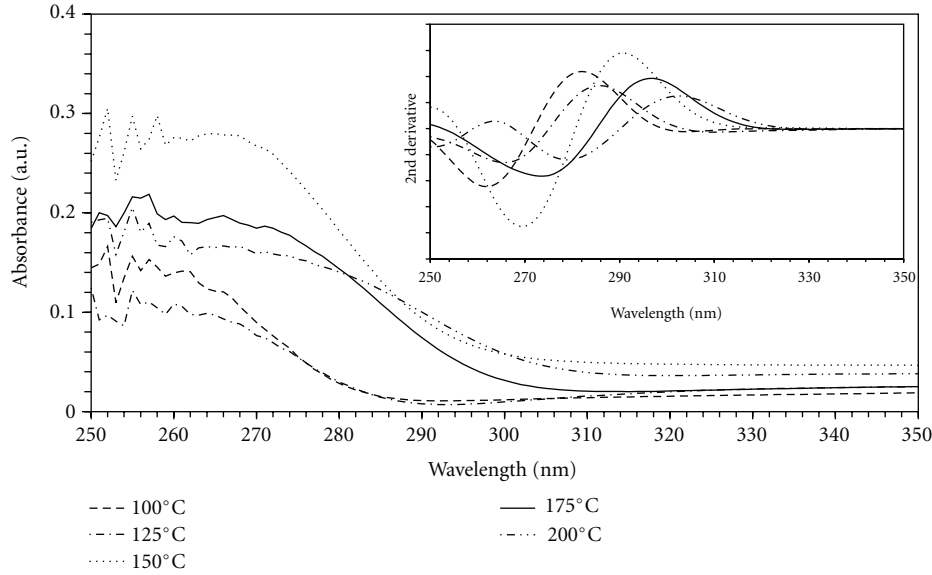 0.4
0.3
0.2
0.1
0
Absorbance (a.u.)
250 260 270 280 290 300 310 320 330 340 350
Wavelength (nm)
2nd derivative
250 270 290 310 330 350
Wavelength (nm)
100°C
125°C
150°C
175°C
200°C